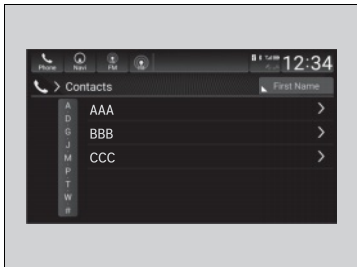 Phone Navi FM
12:34
Contacts First Name
A
AAA
D
G
BBB
J
M
CCC
P
T
W
#